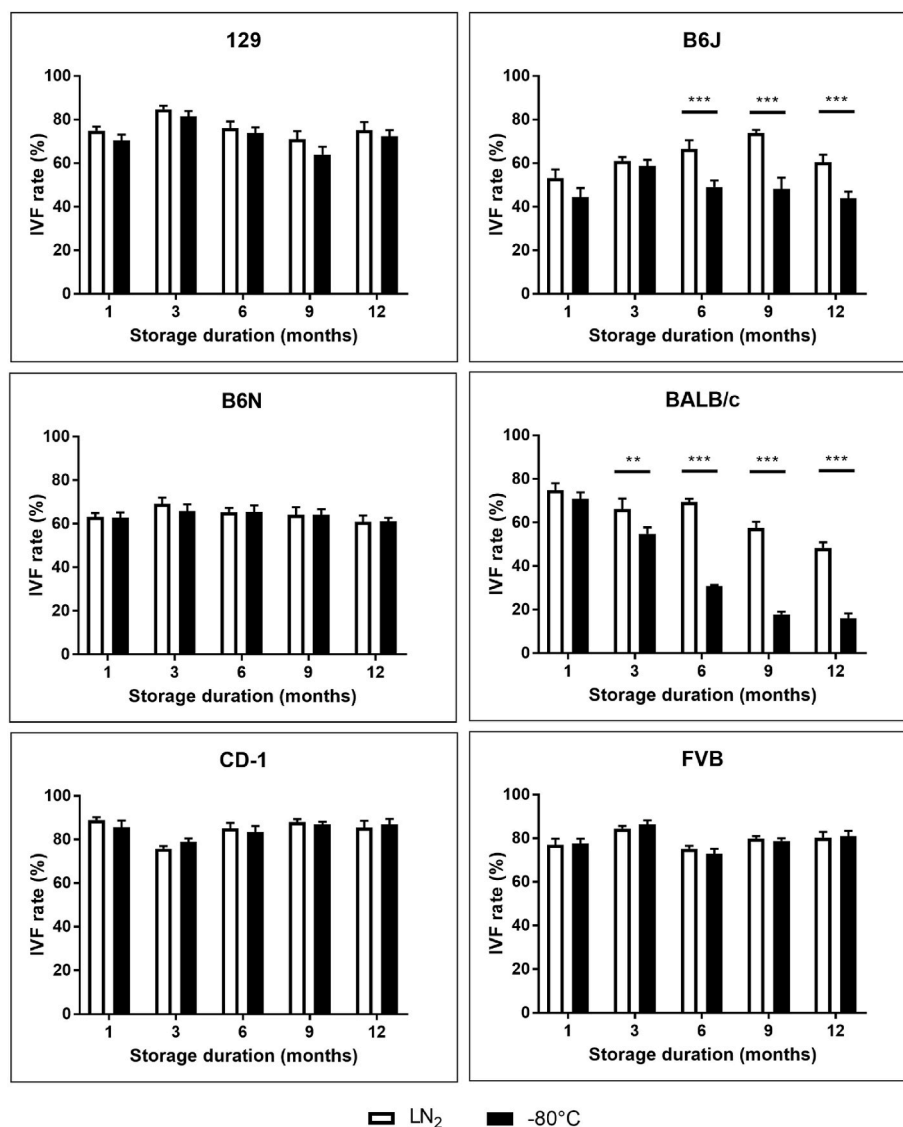 129
100
80
60
40
20
0
IVF rate (%)
1 3 6 9 12
Storage duration (months)
B6J
100
80
60
40
20
0
IVF rate (%)
*** *** ***
1 3 6 9 12
Storage duration (months)
B6N
100
80
60
40
20
0
IVF rate (%)
1 3 6 9 12
Storage duration (months)
BALB/c
100
80
60
40
20
0
IVF rate (%)
** *** *** ***
1 3 6 9 12
Storage duration (months)
CD-1
100
80
60
40
20
0
IVF rate (%)
1 3 6 9 12
Storage duration (months)
FVB
100
80
60
40
20
0
IVF rate (%)
1 3 6 9 12
Storage duration (months)
LN₂ -80°C